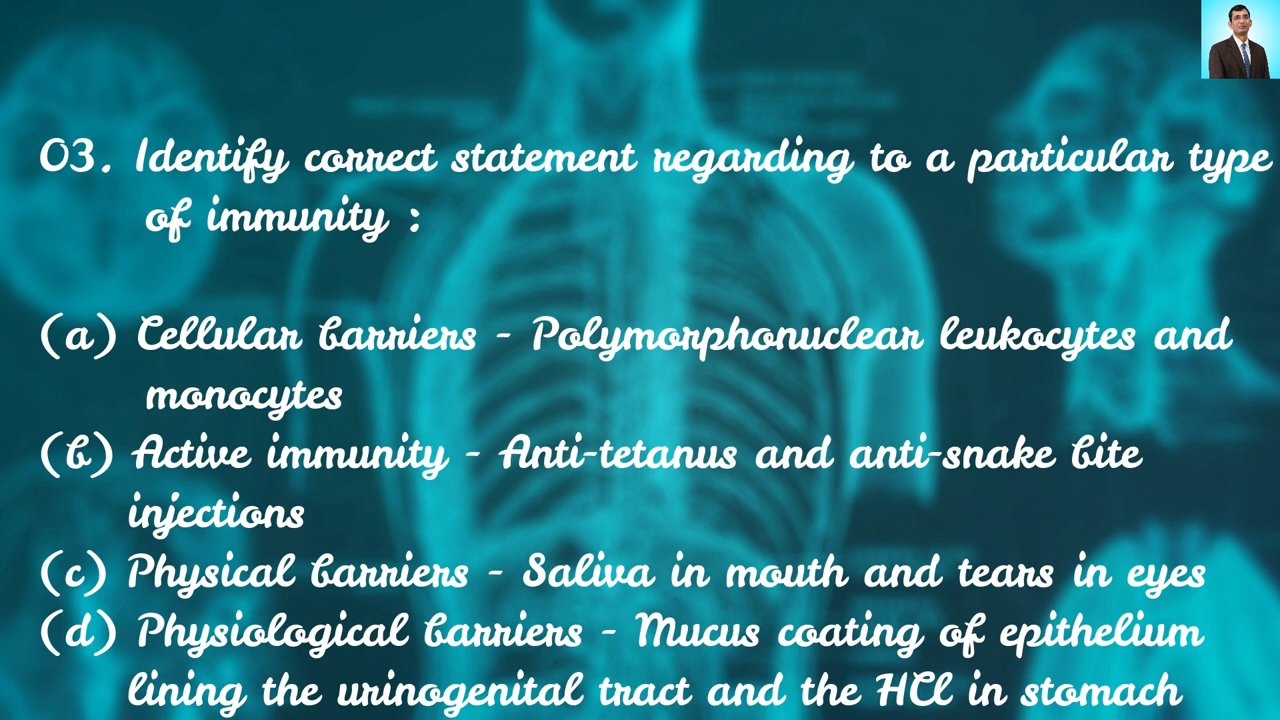 03. Identify correct statement regarding to a particular type
of immunity :
(a) Cellular barriers - Polymorphonuclear leukocytes and
monocytes
(b) Active immunity - Anti-tetanus and anti-snake bite
injections
(c) Physical barriers - Saliva in mouth and tears in eyes
(d) Physiological barriers - Mucus coating of epithelium
lining the urinogenital tract and the HCl in stomach